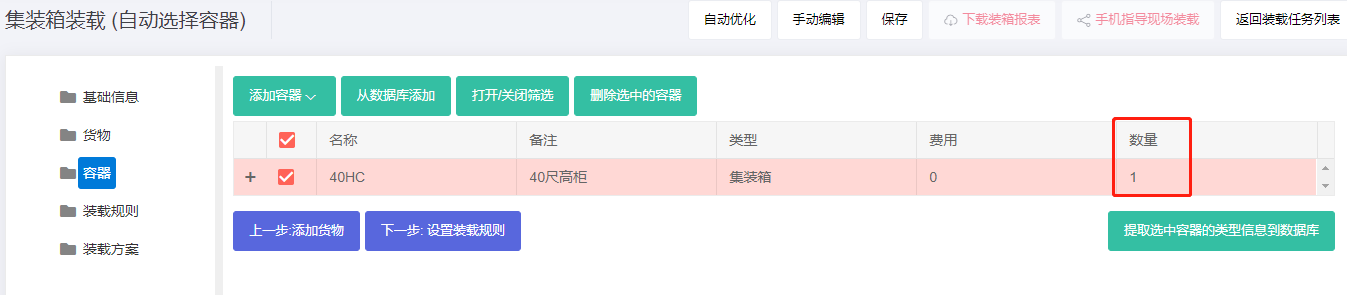 集装箱装载 (自动选择容器)
自动优化 手动编辑 保存 下载装箱报表 手机指导现场装载 返回装载任务列表
基础信息
货物
容器
装载规则
装载方案
添加容器 从数据库添加 打开/关闭筛选 删除选中的容器
名称 备注 类型 费用 数量
+ 40HC 40尺高柜 集装箱 0 1
上一步:添加货物 下一步: 设置装载规则 提取选中容器的类型信息到数据库